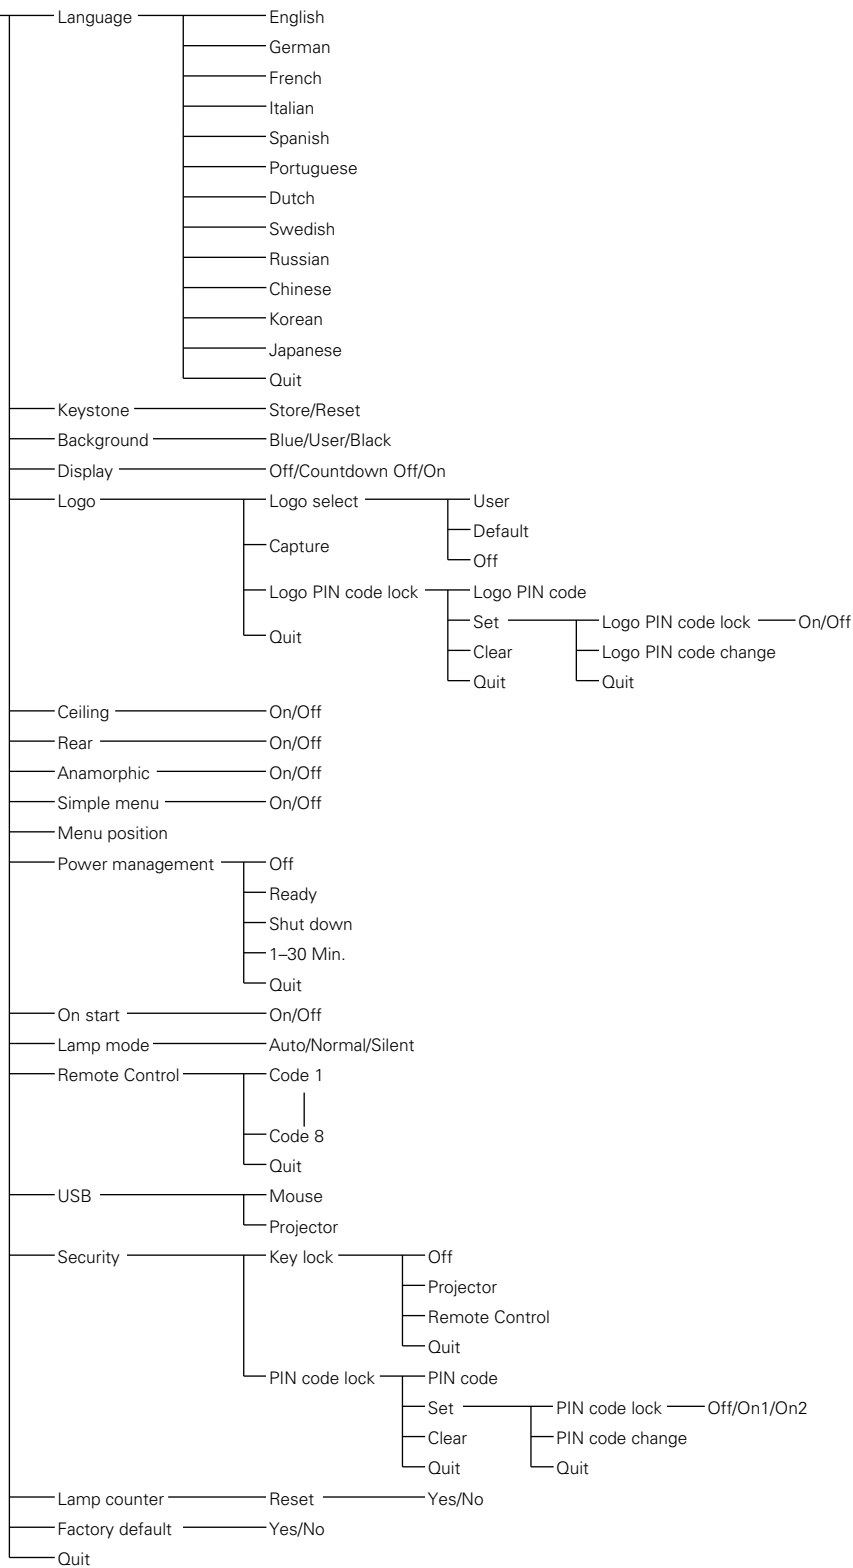 Language English
German
French
Italian
Spanish
Portuguese
Dutch
Swedish
Russian
Chinese
Korean
Japanese
Quit
Keystone Store/Reset
Background Blue/User/Black
Display Off/Countdown Off/On
Logo Logo select User
Default
Capture
Off
Logo PIN code lock Logo PIN code
Set Logo PIN code lock On/Off
Quit
Clear Logo PIN code change
Quit Quit
Ceiling On/Off
Rear On/Off
Anamorphic On/Off
Simple menu On/Off
Menu position
Power management Off
Ready
Shut down
1–30 Min.
Quit
On start On/Off
Lamp mode Auto/Normal/Silent
Remote Control Code 1
Code 8
Quit
USB Mouse
Projector
Security Key lock Off
Projector
Remote Control
Quit
PIN code lock PIN code
Set PIN code lock Off/On1/On2
Clear PIN code change
Quit Quit
Lamp counter Reset Yes/No
Factory default Yes/No
Quit